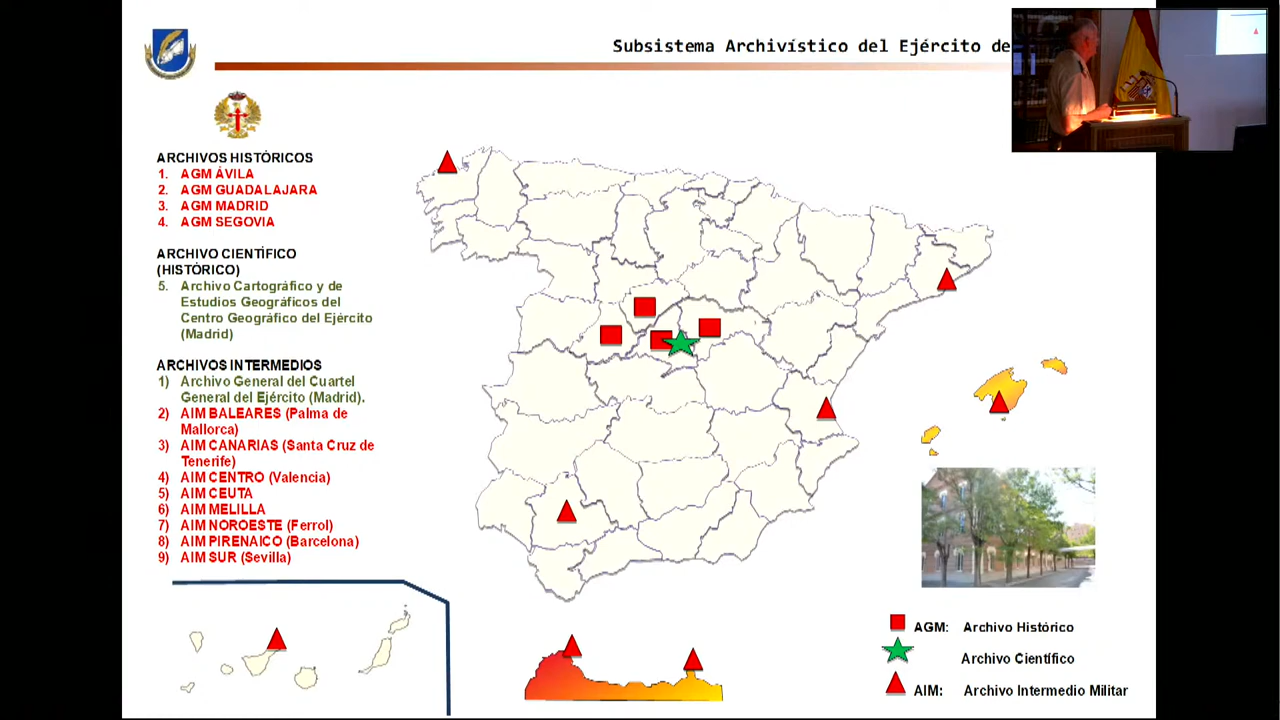 Subsistema Archivístico del Ejército de
ARCHIVOS HISTÓRICOS
1. AGM ÁVILA
2. AGM GUADALAJARA
3. AGM MADRID
4. AGM SEGOVIA
ARCHIVO CIENTÍFICO
(HISTÓRICO)
5. Archivo Cartográfico y de
Estudios Geográficos del
Centro Geográfico del Ejército
(Madrid)
ARCHIVOS INTERMEDIOS
1) Archivo General del Cuartel
General del Ejército (Madrid).
2) AIM BALEARES (Palma de
Mallorca)
3) AIM CANARIAS (Santa Cruz de
Tenerife)
4) AIM CENTRO (Valencia)
5) AIM CEUTA
6) AIM MELILLA
7) AIM NOROESTE (Ferrol)
8) AIM PIRENAICO (Barcelona)
9) AIM SUR (Sevilla)
AGM: Archivo Histórico
Archivo Científico
AIM: Archivo Intermedio Militar